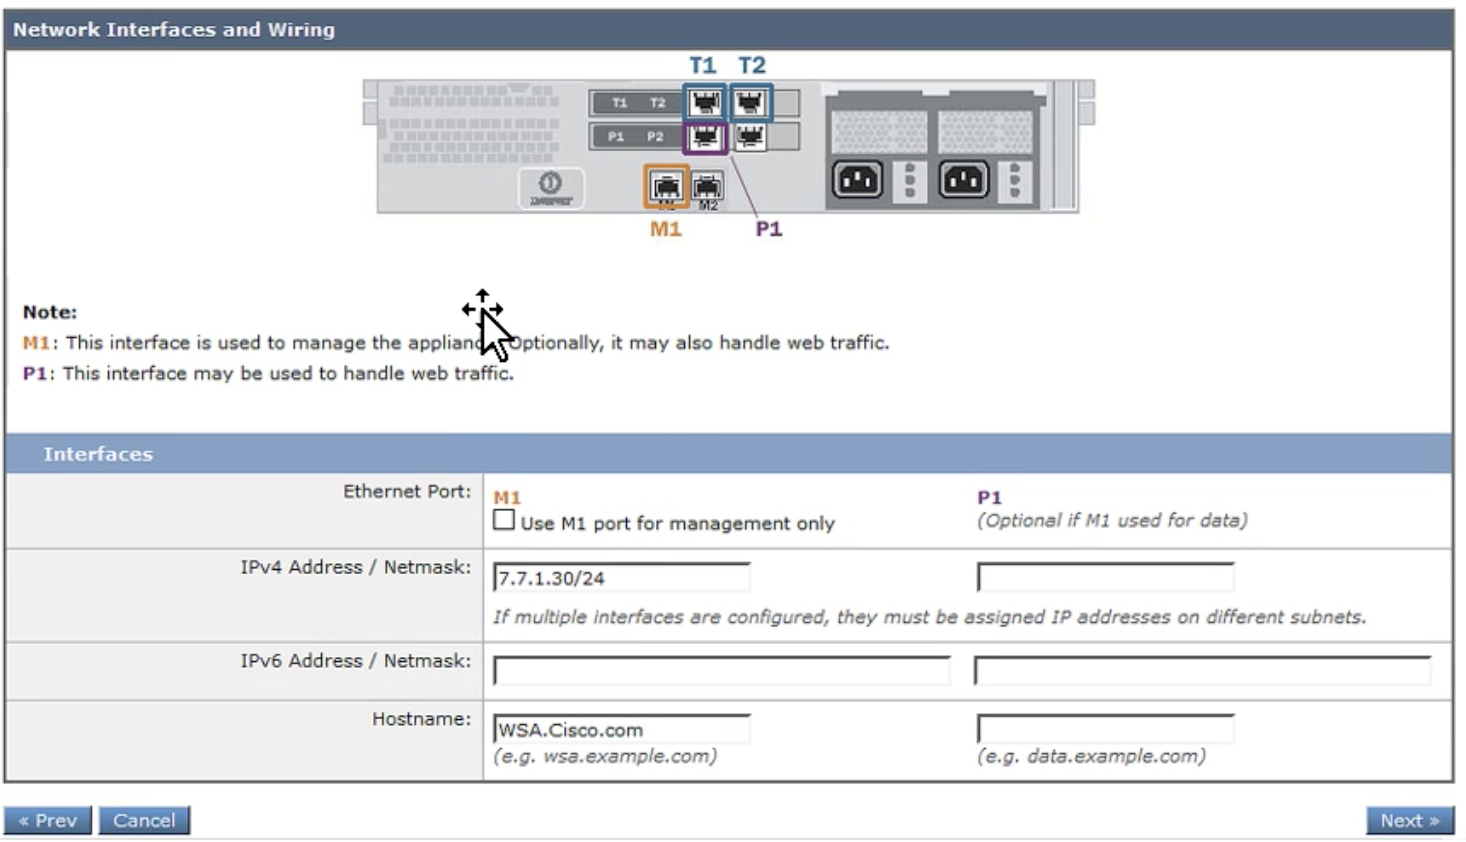 Network Interfaces and Wiring
T1 T2
T1 T2
P1 P2
M2
M1 P1
Note:
M1: This interface is used to manage the applianc Optionally, it may also handle web traffic.
P1: This interface may be used to handle web traffic.
Interfaces
Ethernet Port: M1 P1
Use M1 port for management only (Optional if M1 used for data)
IPv4 Address / Netmask: 7.7.1.30/24
If multiple interfaces are configured, they must be assigned IP addresses on different subnets.
IPv6 Address / Netmask:
Hostname: WSA.Cisco.com
(e.g. wsa.example.com) (e.g. data.example.com)
« Prev Cancel Next »